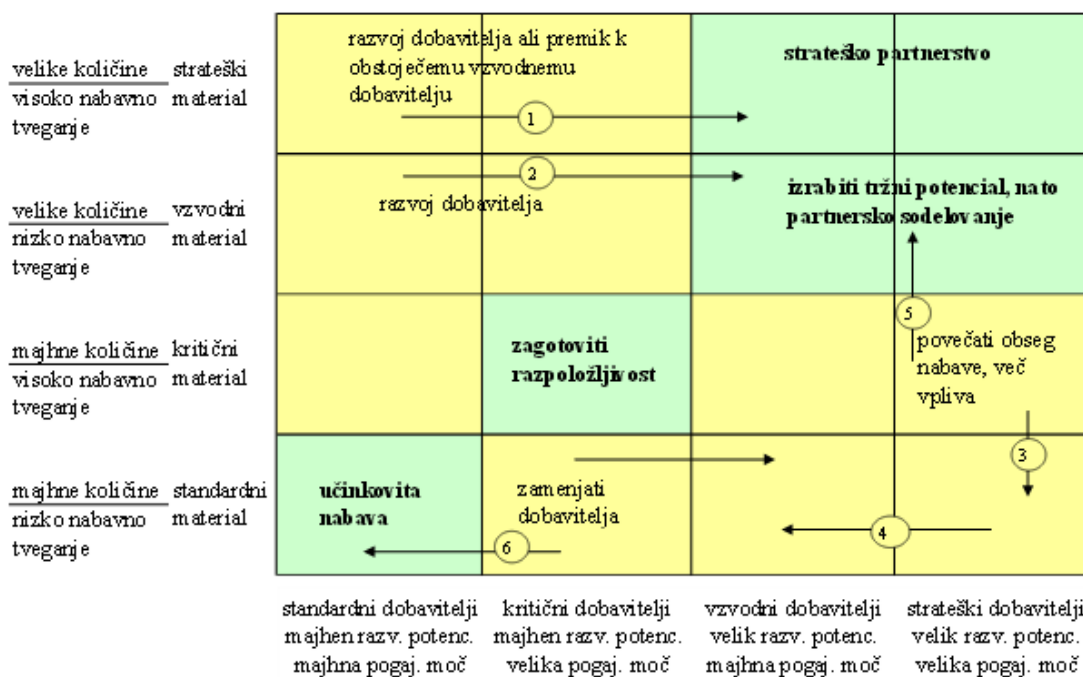 razvoj dobavitelja ali premik k
obstoječemu vzvodnemu
dobavitelju
strateško partnerstvo
velike količine strateški
visoko nabavno material
tveganje
1
2
razvoj dobavitelja
izrabiti tržni potencial, nato
partnersko sodelovanje
velike količine vzvodni
nizko nabavno material
tveganje
5
povečati obseg
nabave, več
vpliva
zagotoviti
razpoložljivost
majhne količine kritični
visoko nabavno material
tveganje
3
majhne količine standardni
nizko nabavno material
tveganje
učinkovita
nabava
zamenjati
dobavitelja
4
6
standardni dobavitelji
majhen razv. potenc.
majhna pogaj. moč
kritični dobavitelji
majhen razv. potenc.
velika pogaj. moč
vzvodni dobavitelji
velik razv. potenc.
majhna pogaj. moč
strateški dobavitelji
velik razv. potenc.
velika pogaj. moč